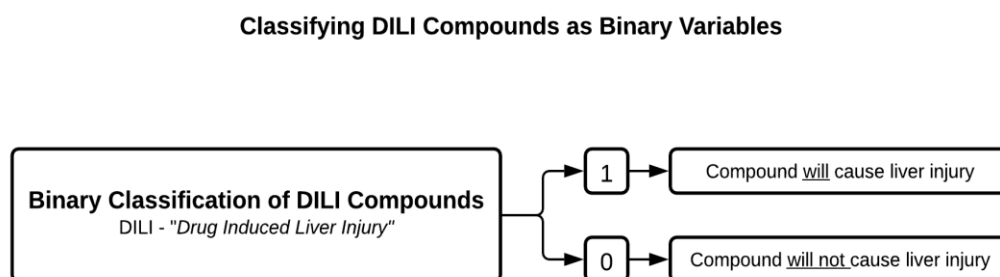 Classifying DILI Compounds as Binary Variables
1
Compound will cause liver injury
Binary Classification of DILI Compounds
DILI - "Drug Induced Liver Injury"
0
Compound will not cause liver injury